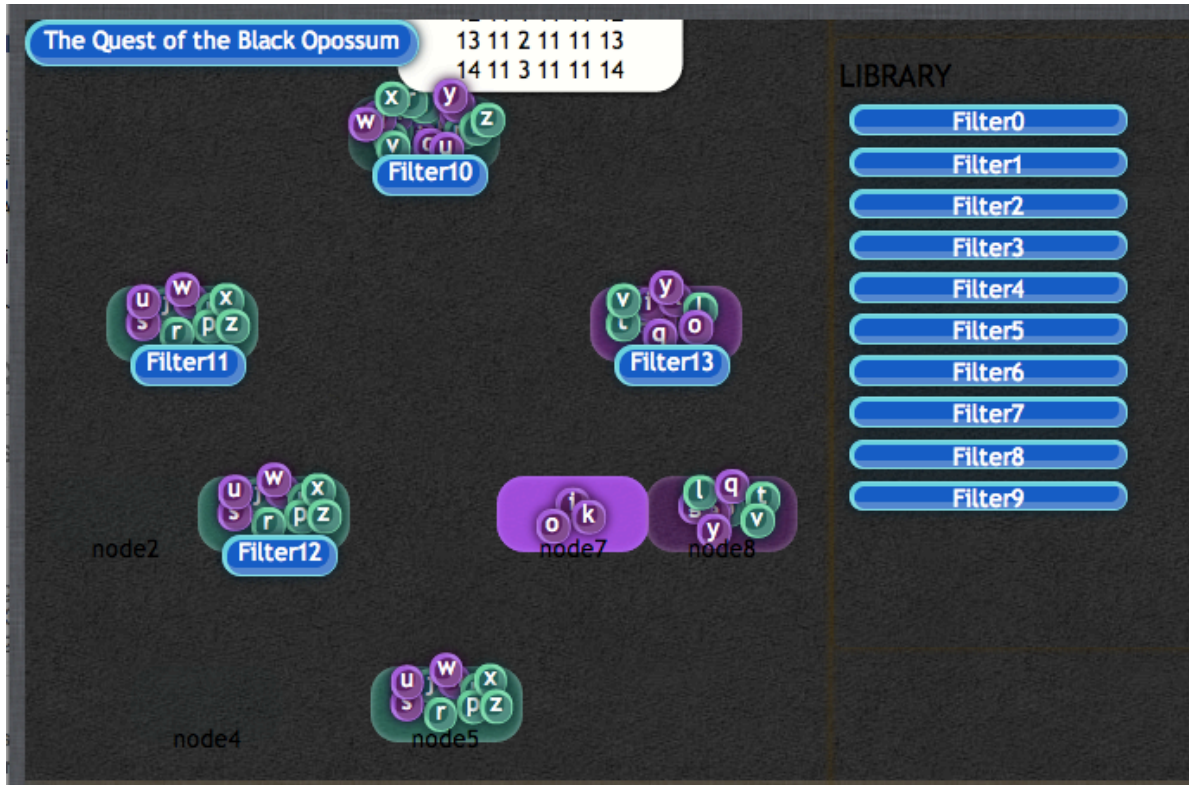 The Quest of the Black Opossum
13 11 2 11 11 13
14 11 3 11 11 14
LIBRARY
Filter0
Filter1
Filter2
Filter3
Filter4
Filter5
Filter6
Filter7
Filter8
Filter9
x y
w z
v u
Filter10
u w x
s r p z
Filter11
v y
t q o
Filter13
u w x
s r p z
Filter12
node2
o k
node7
l q t
y v
node8
u w x
s r p z
node4
node5